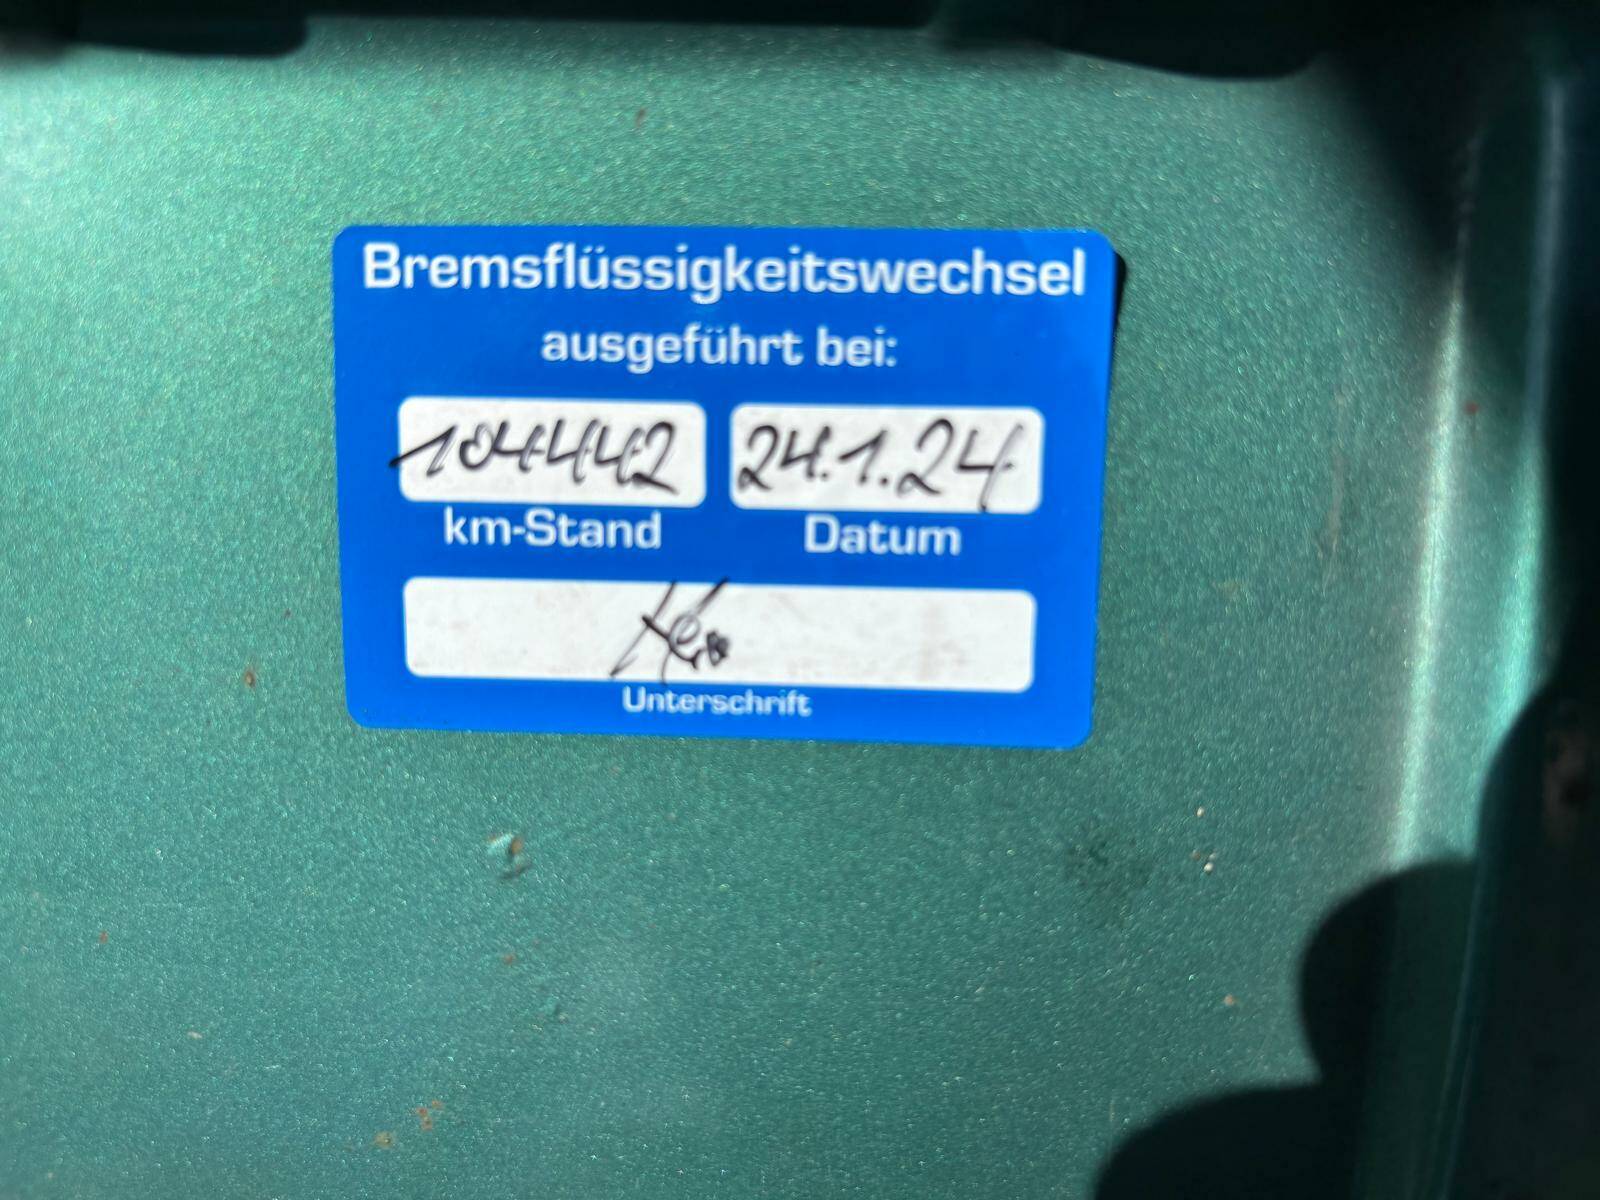 Bremsflüssigkeitswechsel
ausgeführt bei:
104442 24.1.24
km-Stand Datum
Unterschrift